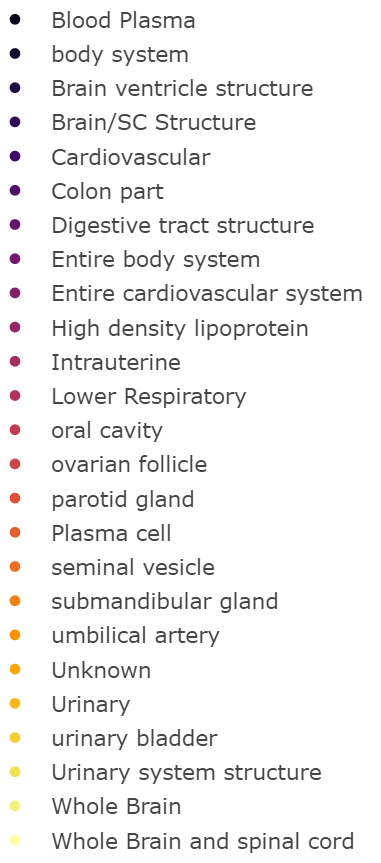 Blood Plasma
body system
Brain ventricle structure
Brain/SC Structure
Cardiovascular
Colon part
Digestive tract structure
Entire body system
Entire cardiovascular system
High density lipoprotein
Intrauterine
Lower Respiratory
oral cavity
ovarian follicle
parotid gland
Plasma cell
seminal vesicle
submandibular gland
umbilical artery
Unknown
Urinary
urinary bladder
Urinary system structure
Whole Brain
Whole Brain and spinal cord